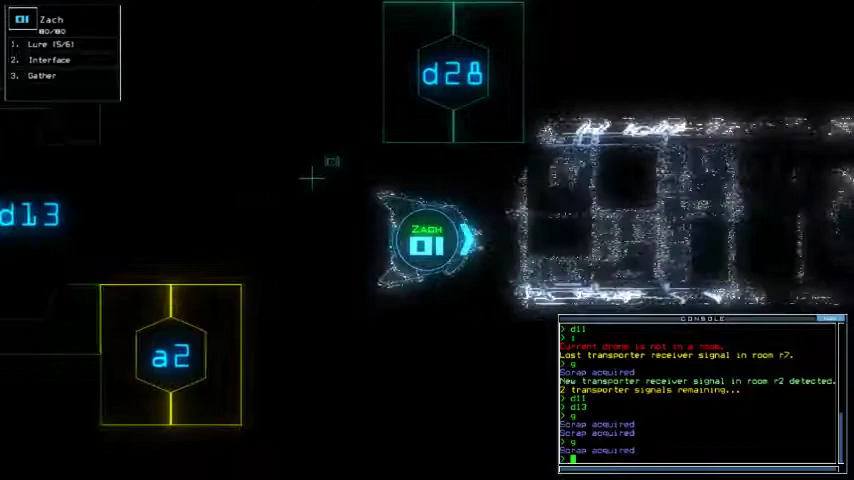 01 Zach
80/80
1. Lure (5/6)
2. Interface
3. Gather
d28
d13
ZACH
01
a2
CONSOLE
> d11
> i
Current drone is not in a room.
Lost transporter receiver signal in room r7.
> g
Scrap acquired
New transporter receiver signal in room r2 detected.
2 transporter signals remaining...
> d11
> d13
> g
Scrap acquired
Scrap acquired
> g
Scrap acquired
>